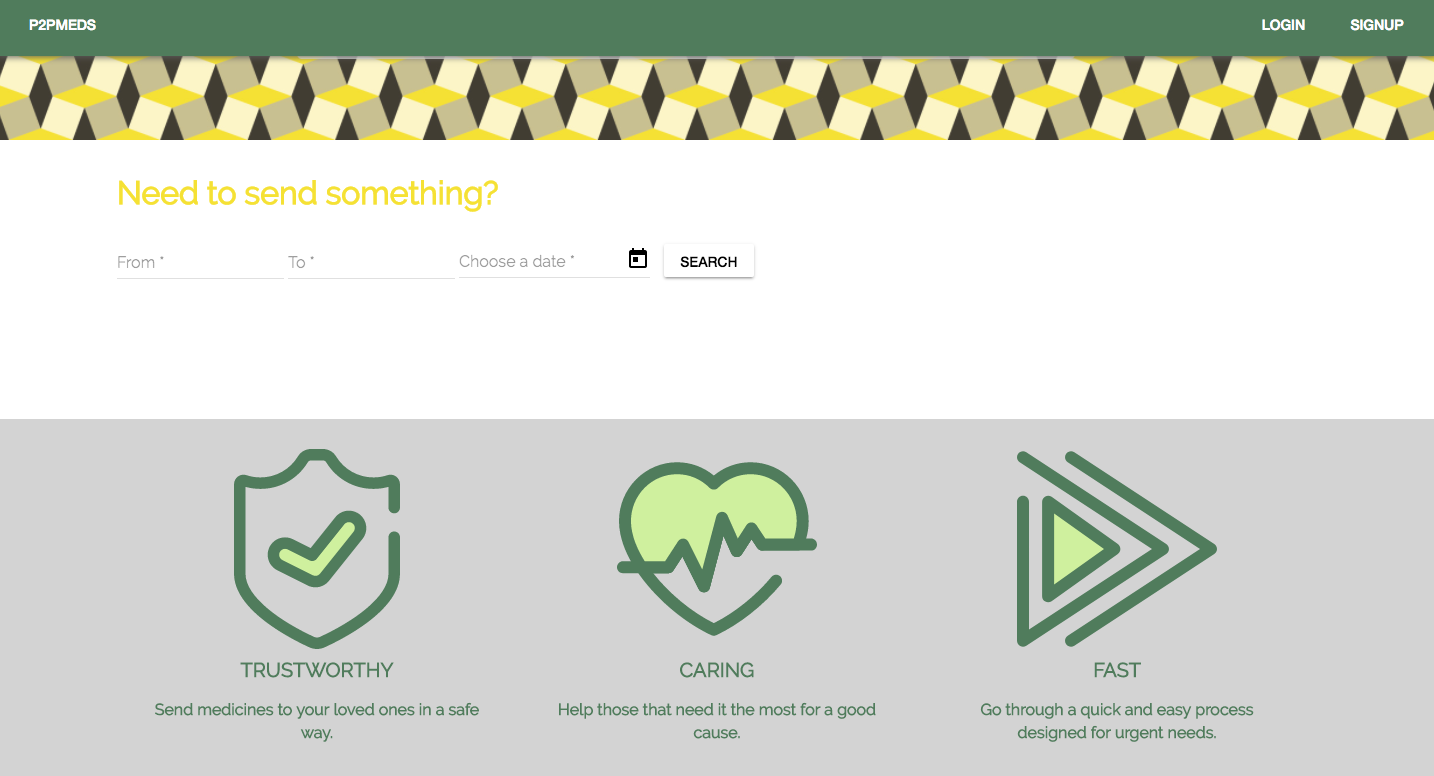 P2PMEDS LOGIN SIGNUP
Need to send something?
From * To * Choose a date * SEARCH
TRUSTWORTHY
Send medicines to your loved ones in a safe
way.
CARING
Help those that need it the most for a good
cause.
FAST
Go through a quick and easy process
designed for urgent needs.